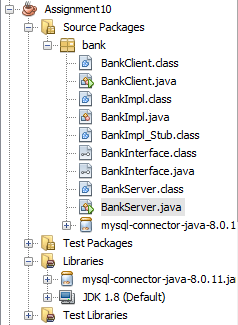 Assignment10
Source Packages
bank
BankClient.class
BankClient.java
BankImpl.class
BankImpl.java
BankImpl_Stub.class
BankInterface.class
BankInterface.java
BankServer.class
BankServer.java
mysql-connector-java-8.0.1
Test Packages
Libraries
mysql-connector-java-8.0.11.ja
JDK 1.8 (Default)
Test Libraries